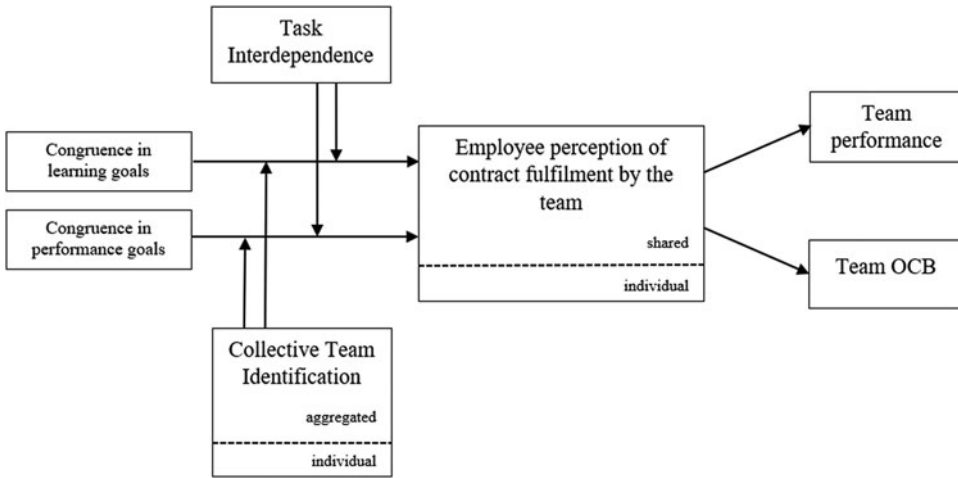 Task
Interdependence
Congruence in
learning goals
Congruence in
performance goals
Employee perception of
contract fulfilment by the
team
shared
individual
Team
performance
Team OCB
Collective Team
Identification
aggregated
individual